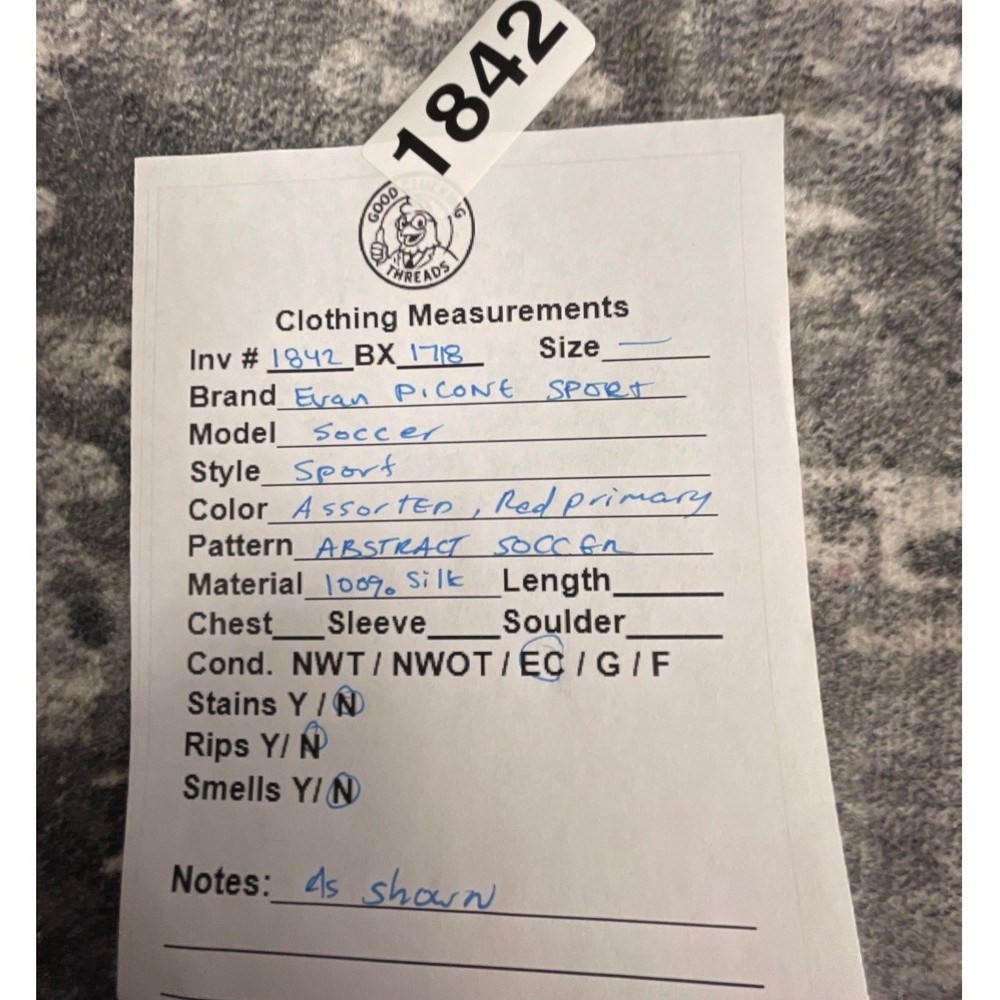 1842
GOOD CLUCKING THREADS
Clothing Measurements
Inv # 1842 BX 1718 Size —
Brand Evan PICONE SPORT
Model Soccer
Style Sport
Color ASSORTED, Red primary
Pattern ABSTRACT SOCCER
Material 100% Silk Length
Chest Sleeve Soulder
Cond. NWT / NWOT / EC / G / F
Stains Y / N
Rips Y/ N
Smells Y/ N
Notes: As shown